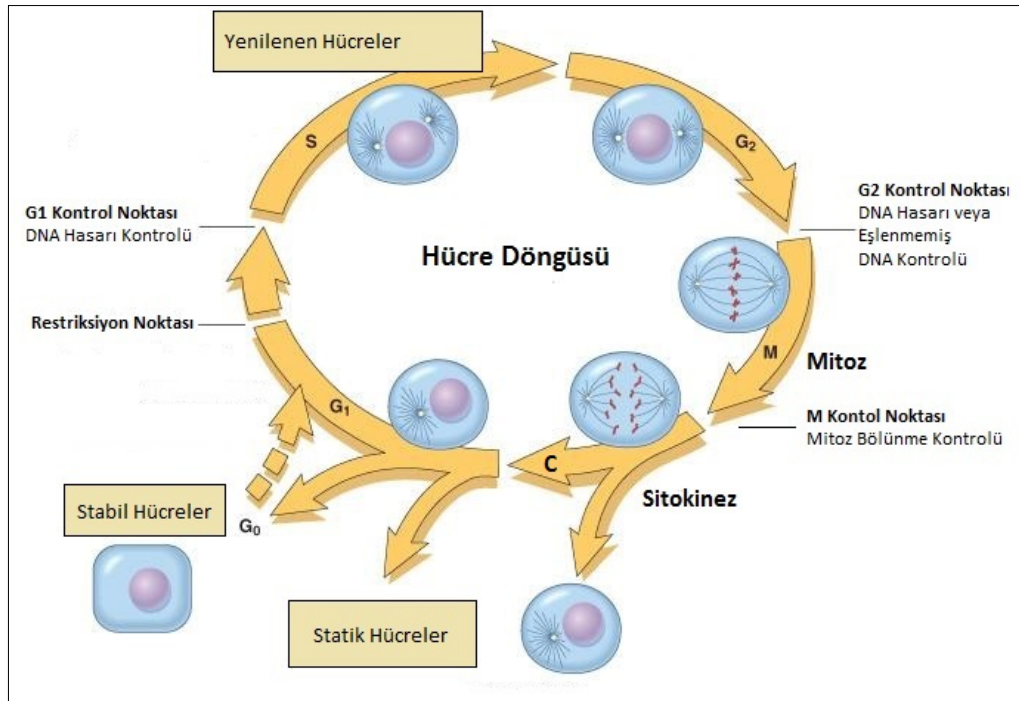 Yenilenen Hücreler
S
G₂
G1 Kontrol Noktası
DNA Hasarı Kontrolü
G2 Kontrol Noktası
DNA Hasarı veya
Eşlenmemiş
DNA Kontrolü
Hücre Döngüsü
Restriksiyon Noktası
M
Mitoz
G₁
M Kontol Noktası
Mitoz Bölünme Kontrolü
C
Sitokinez
Stabil Hücreler
G₀
Statik Hücreler